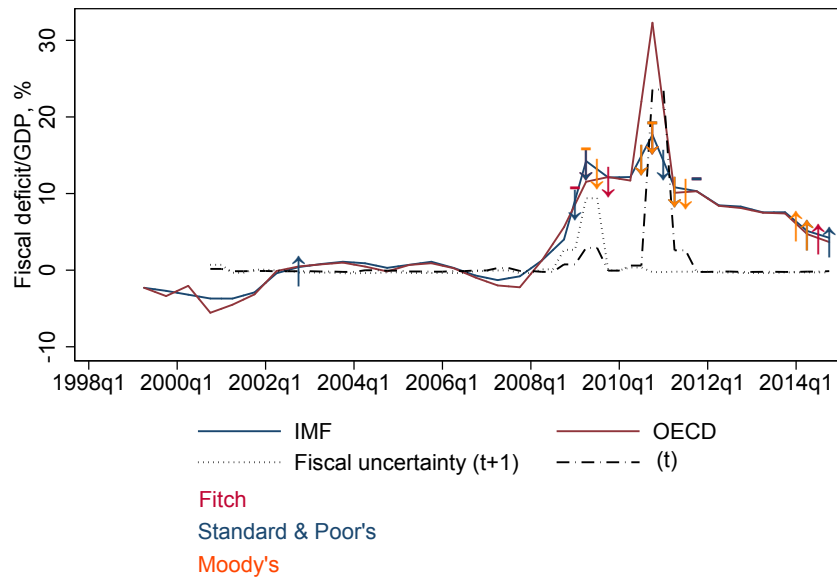 Fiscal deficit/GDP, %
30
20
10
0
-10
1998q1 2000q1 2002q1 2004q1 2006q1 2008q1 2010q1 2012q1 2014q1
IMF OECD
Fiscal uncertainty (t+1) (t)
Fitch
Standard & Poor's
Moody's